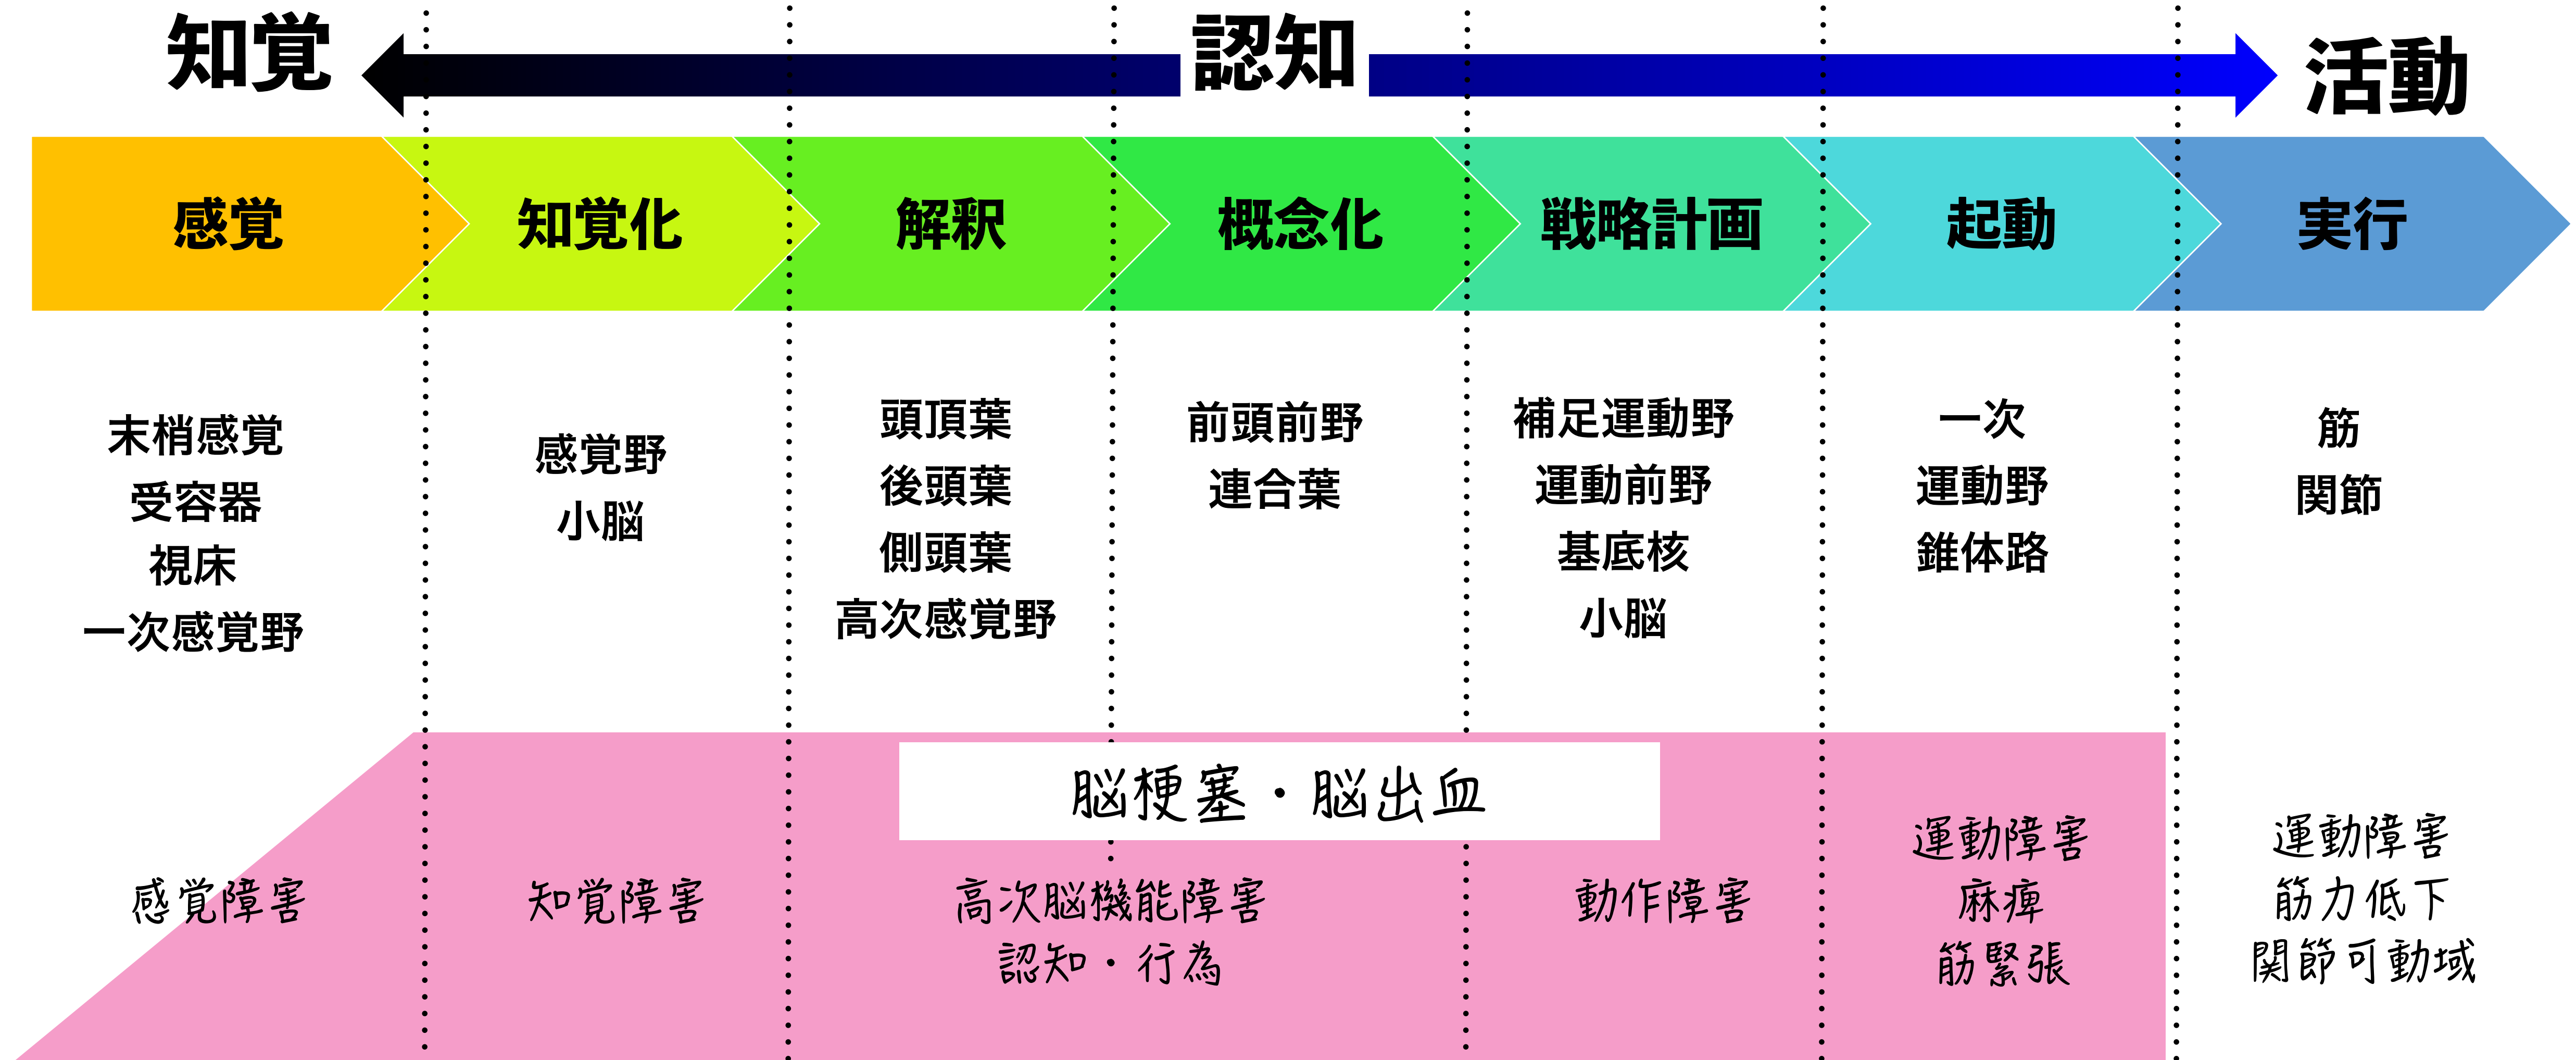 知覚
認知
活動
感覚
知覚化
解釈
概念化
戦略計画
起動
実行
末梢感覚
受容器
視床
一次感覚野
感覚野
小脳
頭頂葉
後頭葉
側頭葉
高次感覚野
前頭前野
連合葉
補足運動野
運動前野
基底核
小脳
一次
運動野
錐体路
筋
関節
脳梗塞・脳出血
感覚障害
知覚障害
高次脳機能障害
認知・行為
動作障害
運動障害
麻痺
筋緊張
運動障害
筋力低下
関節可動域